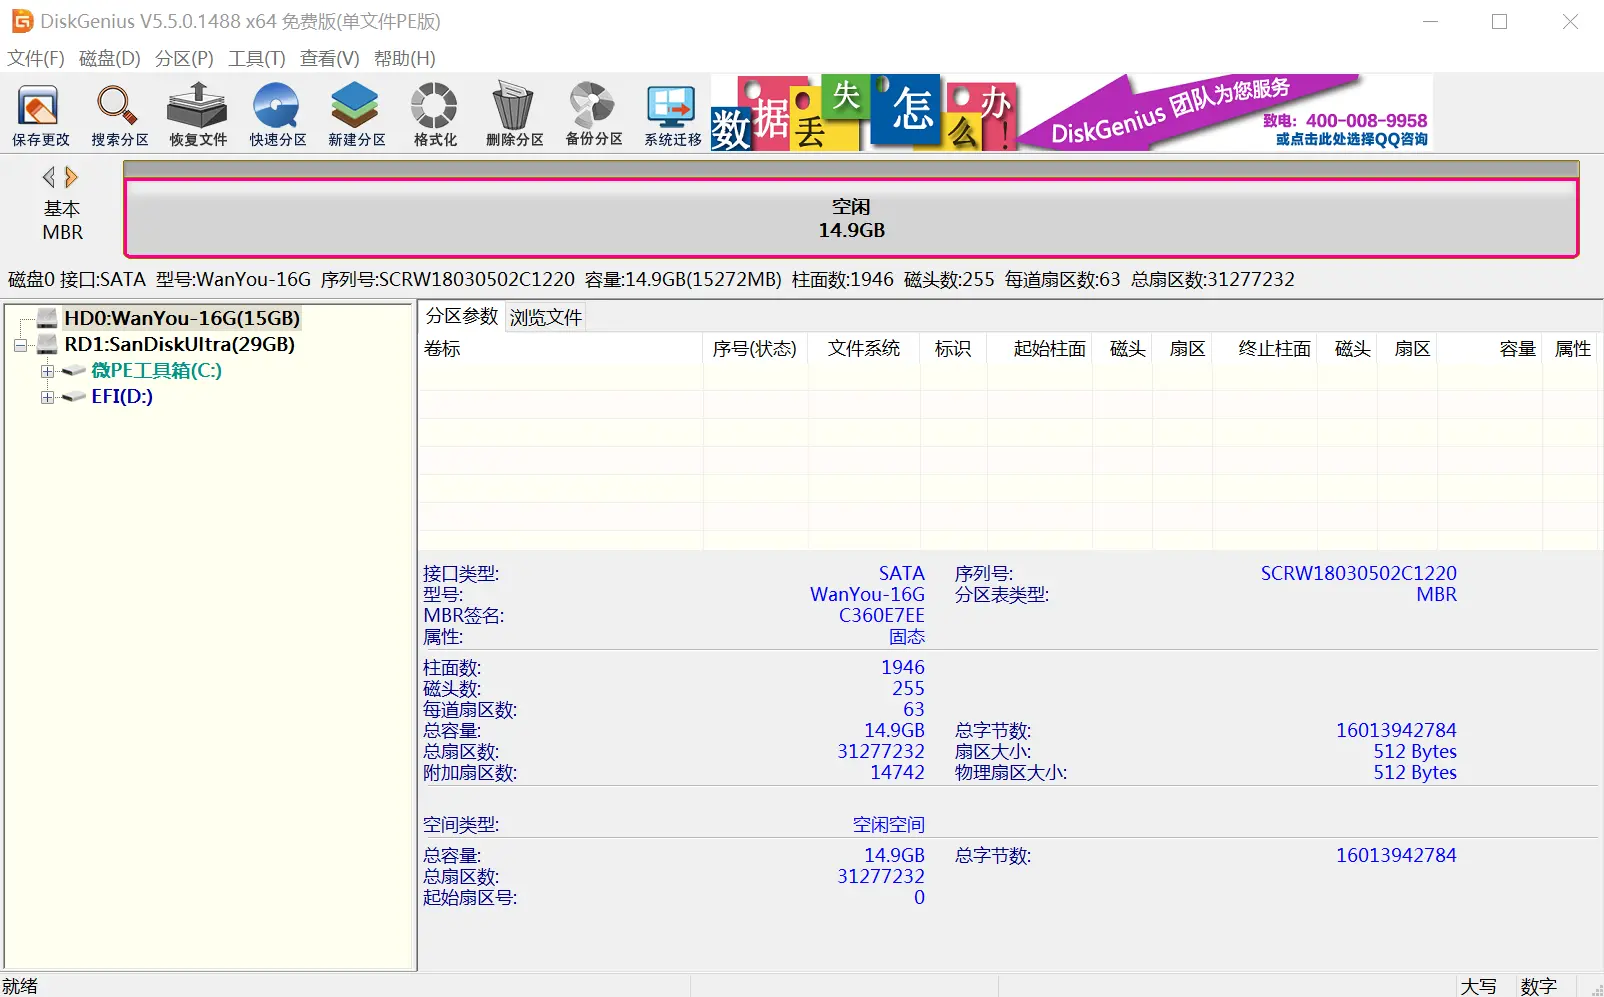 DiskGenius V5.5.0.1488 x64 免费版(单文件PE版)
文件(F) 磁盘(D) 分区(P) 工具(T) 查看(V) 帮助(H)
保存更改 搜索分区 恢复文件 快速分区 新建分区 格式化 删除分区 备份分区 系统迁移
数据丢失怎么办!
DiskGenius 团队为您服务
致电：400-008-9958
或点击此处选择QQ咨询
基本
MBR
空闲
14.9GB
磁盘0 接口:SATA 型号:WanYou-16G 序列号:SCRW18030502C1220 容量:14.9GB(15272MB) 柱面数:1946 磁头数:255 每道扇区数:63 总扇区数:31277232
HD0:WanYou-16G(15GB)
RD1:SanDiskUltra(29GB)
微PE工具箱(C:)
EFI(D:)
分区参数 浏览文件
卷标 序号(状态) 文件系统 标识 起始柱面 磁头 扇区 终止柱面 磁头 扇区 容量 属性
接口类型: SATA 序列号: SCRW18030502C1220
型号: WanYou-16G 分区表类型: MBR
MBR签名: C360E7EE
属性: 固态
柱面数: 1946
磁头数: 255
每道扇区数: 63
总容量: 14.9GB 总字节数: 16013942784
总扇区数: 31277232 扇区大小: 512 Bytes
附加扇区数: 14742 物理扇区大小: 512 Bytes
空间类型: 空闲空间
总容量: 14.9GB 总字节数: 16013942784
总扇区数: 31277232
起始扇区号: 0
就绪 大写 数字